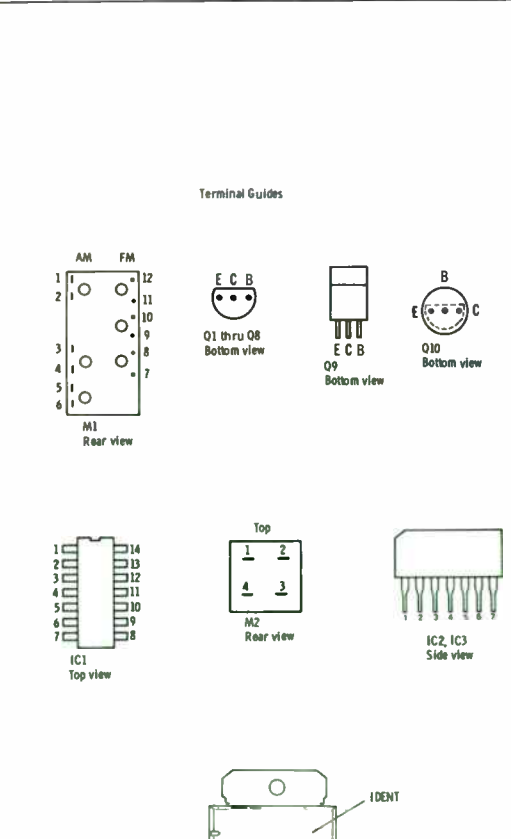 Terminal Guides
AM FM
1 12
2 11
10
9
3 8
4 7
5
6
M1
Rear view
E C B
Q1 thru Q8
Bottom view
E C B
Q9
Bottom view
B
E C
Q10
Bottom view
1 14
2 13
3 12
4 11
5 10
6 9
7 8
IC1
Top view
Top
1 2
4 3
M2
Rear view
1 2 3 4 5 6 7
IC2, IC3
Side view
IDENT